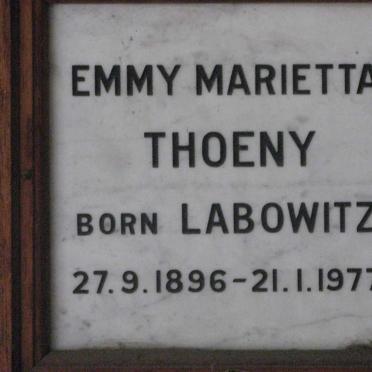 EMMY MARIETTA
THOENY
BORN LABOWITZ
27.9.1896-21.1.1977